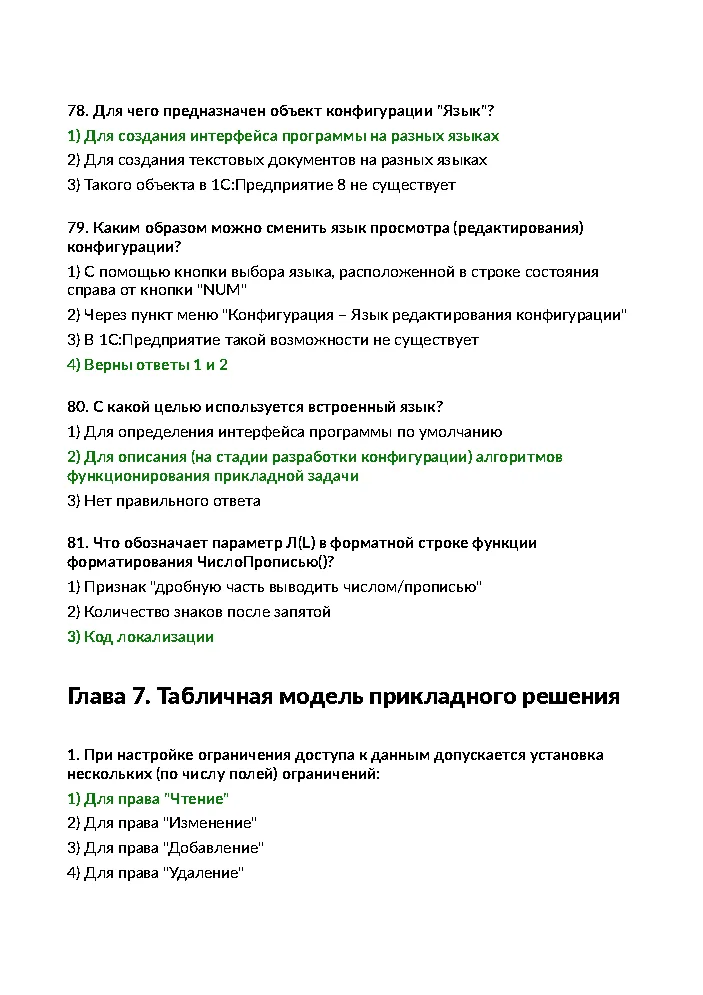 78. Для чего предназначен объект конфигурации "Язык"?
1) Для создания интерфейса программы на разных языках
2) Для создания текстовых документов на разных языках
3) Такого объекта в 1С:Предприятие 8 не существует
79. Каким образом можно сменить язык просмотра (редактирования)
конфигурации?
1) С помощью кнопки выбора языка, расположенной в строке состояния
справа от кнопки "NUM"
2) Через пункт меню "Конфигурация – Язык редактирования конфигурации"
3) В 1С:Предприятие такой возможности не существует
4) Верны ответы 1 и 2
80. С какой целью используется встроенный язык?
1) Для определения интерфейса программы по умолчанию
2) Для описания (на стадии разработки конфигурации) алгоритмов
функционирования прикладной задачи
3) Нет правильного ответа
81. Что обозначает параметр Л(L) в форматной строке функции
форматирования ЧислоПрописью()?
1) Признак "дробную часть выводить числом/прописью"
2) Количество знаков после запятой
3) Код локализации
Глава 7. Табличная модель прикладного решения
1. При настройке ограничения доступа к данным допускается установка
нескольких (по числу полей) ограничений:
1) Для права "Чтение"
2) Для права "Изменение"
3) Для права "Добавление"
4) Для права "Удаление"